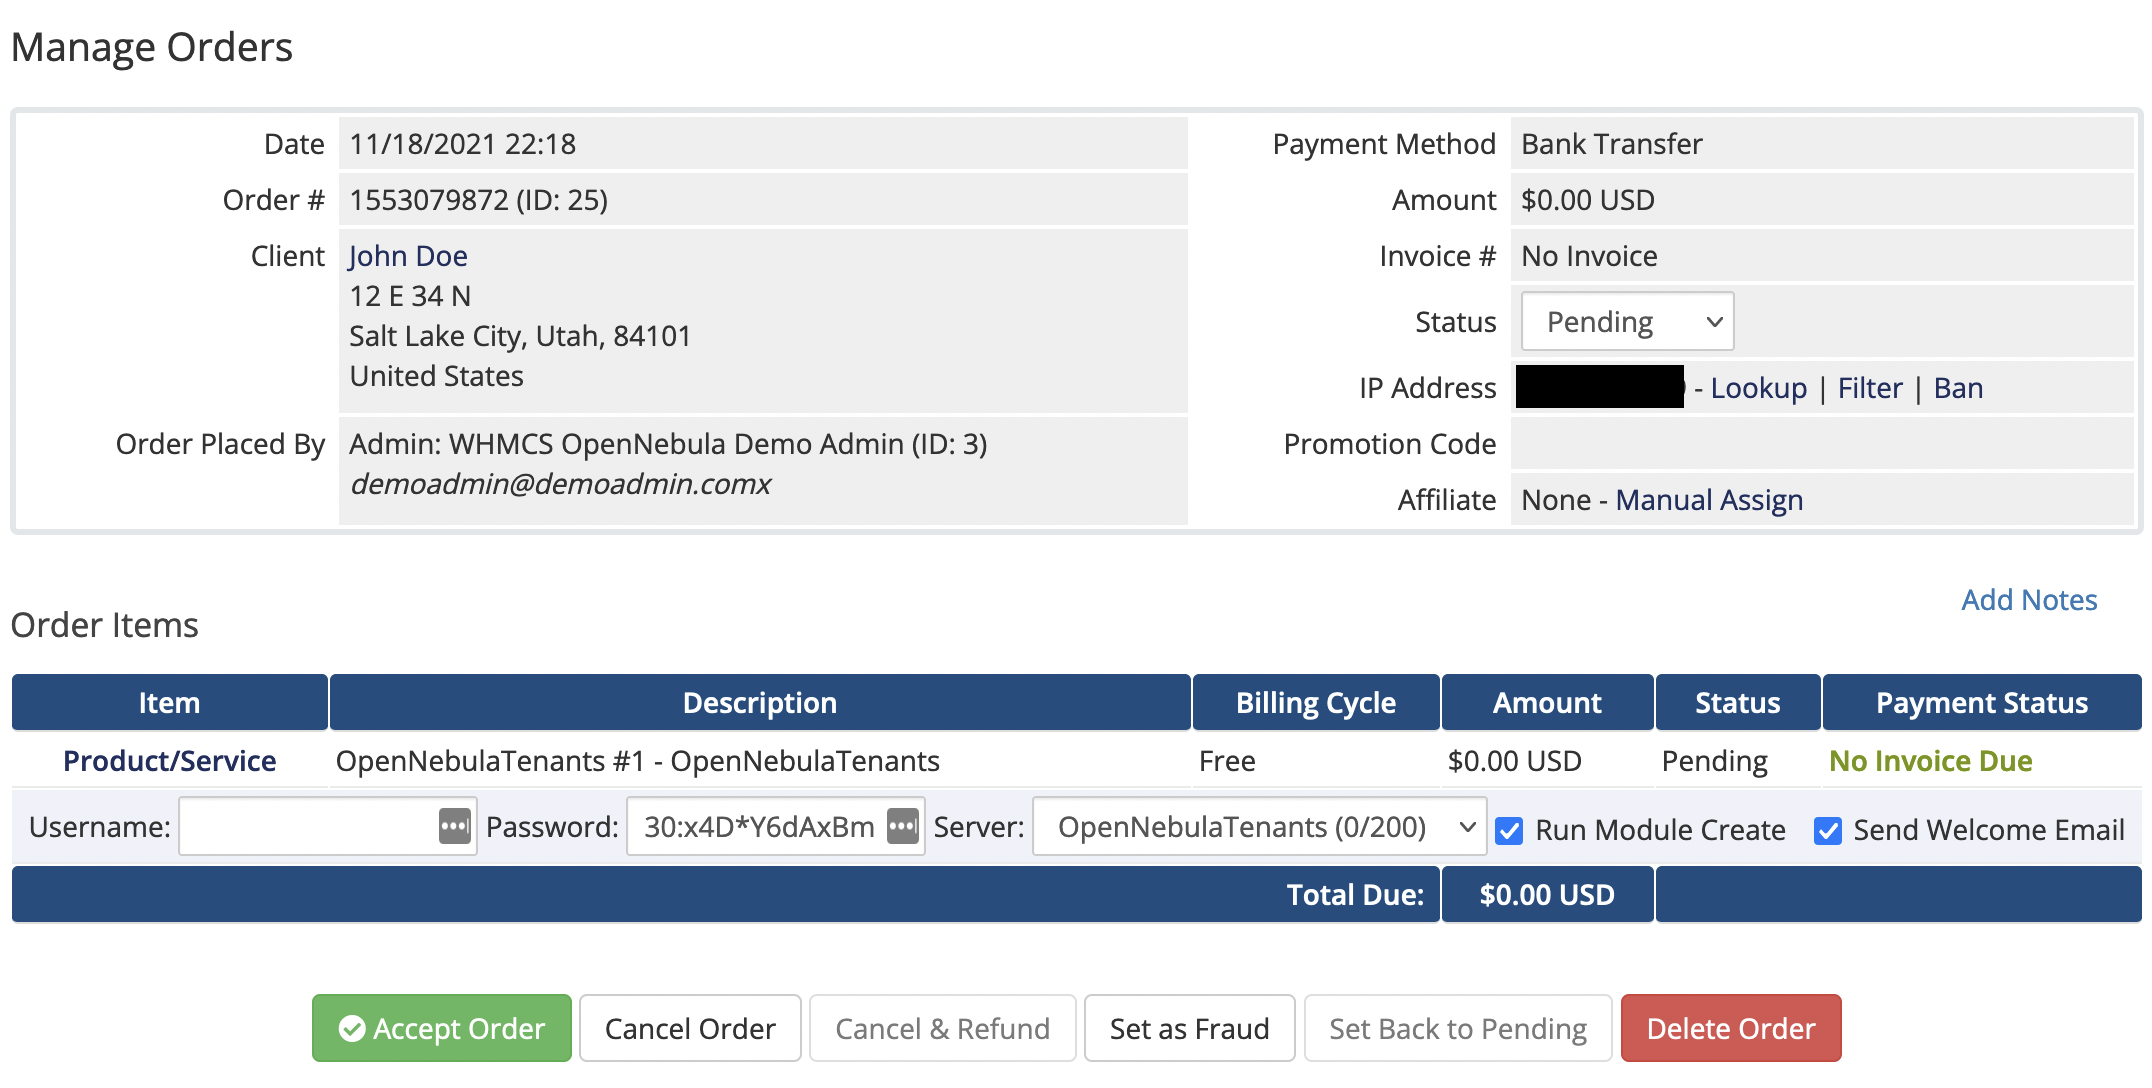 Manage Orders
Date 11/18/2021 22:18
Order # 1553079872 (ID: 25)
Client John Doe
12 E 34 N
Salt Lake City, Utah, 84101
United States
Order Placed By Admin: WHMCS OpenNebula Demo Admin (ID: 3)
demoadmin@demoadmin.comx
Payment Method Bank Transfer
Amount $0.00 USD
Invoice # No Invoice
Status Pending
IP Address - Lookup | Filter | Ban
Promotion Code
Affiliate None - Manual Assign
Add Notes
Order Items
Item Description Billing Cycle Amount Status Payment Status
Product/Service OpenNebulaTenants #1 - OpenNebulaTenants Free $0.00 USD Pending No Invoice Due
Username: Password: 30:x4D*Y6dAxBm Server: OpenNebulaTenants (0/200) Run Module Create Send Welcome Email
Total Due: $0.00 USD
Accept Order Cancel Order Cancel & Refund Set as Fraud Set Back to Pending Delete Order